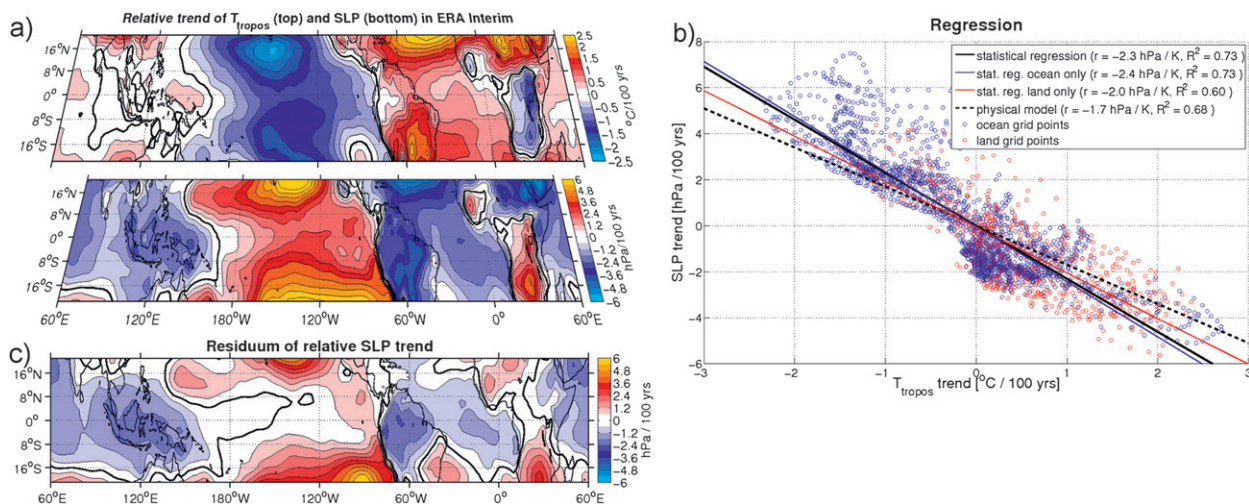 a)
Relative trend of T_tropos (top) and SLP (bottom) in ERA Interim
16°N
8°N
0°
8°S
16°S
2.5
1.5
0.5
-0.5
-1.5
-2.5
°C/100 yrs
16°N
8°N
0°
8°S
16°S
6
4.8
3.6
2.4
1.2
-1.2
-2.4
-3.6
-4.8
-6
hPa/100 yrs
60°E
120°E
180°W
120°W
60°W
0°
60°E
c)
Residuum of relative SLP trend
16°N
8°N
0°
8°S
16°S
6
4.8
3.6
2.4
1.2
-1.2
-2.4
-3.6
-4.8
-6
hPa / 100 yrs
60°E
120°E
180°W
120°W
60°W
0°
60°E
b)
Regression
statistical regression (r = −2.3 hPa / K, R² = 0.73 )
stat. reg. ocean only (r = −2.4 hPa / K, R² = 0.73)
stat. reg. land only (r = −2.0 hPa / K, R² = 0.60 )
physical model (r = −1.7 hPa / K, R² = 0.68 )
ocean grid points
land grid points
SLP trend [hPa / 100 yrs]
8
6
4
2
0
−2
−4
−6
−3
−2
−1
0
1
2
3
T_tropos trend [°C / 100 yrs]